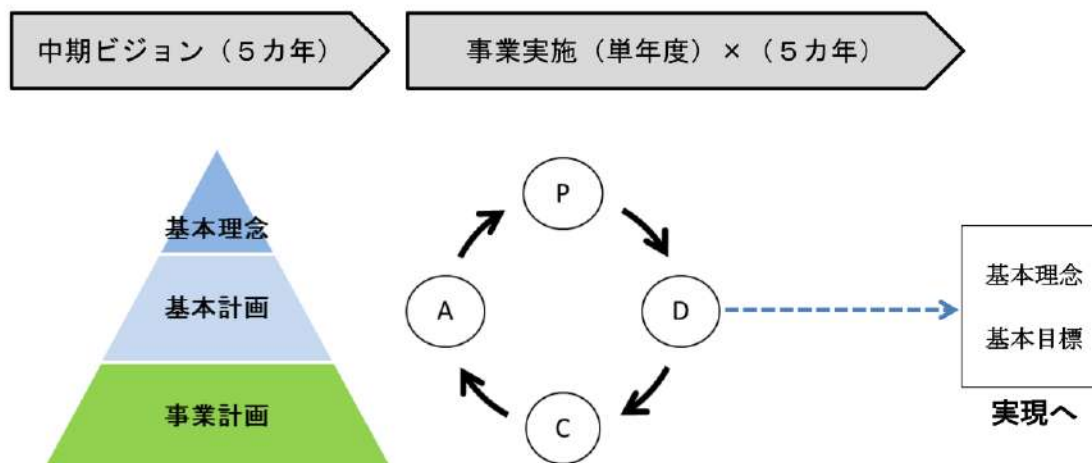 中期ビジョン（５カ年）
事業実施（単年度）×（５カ年）
基本理念
基本計画
事業計画
P
A
D
C
基本理念
基本目標
実現へ